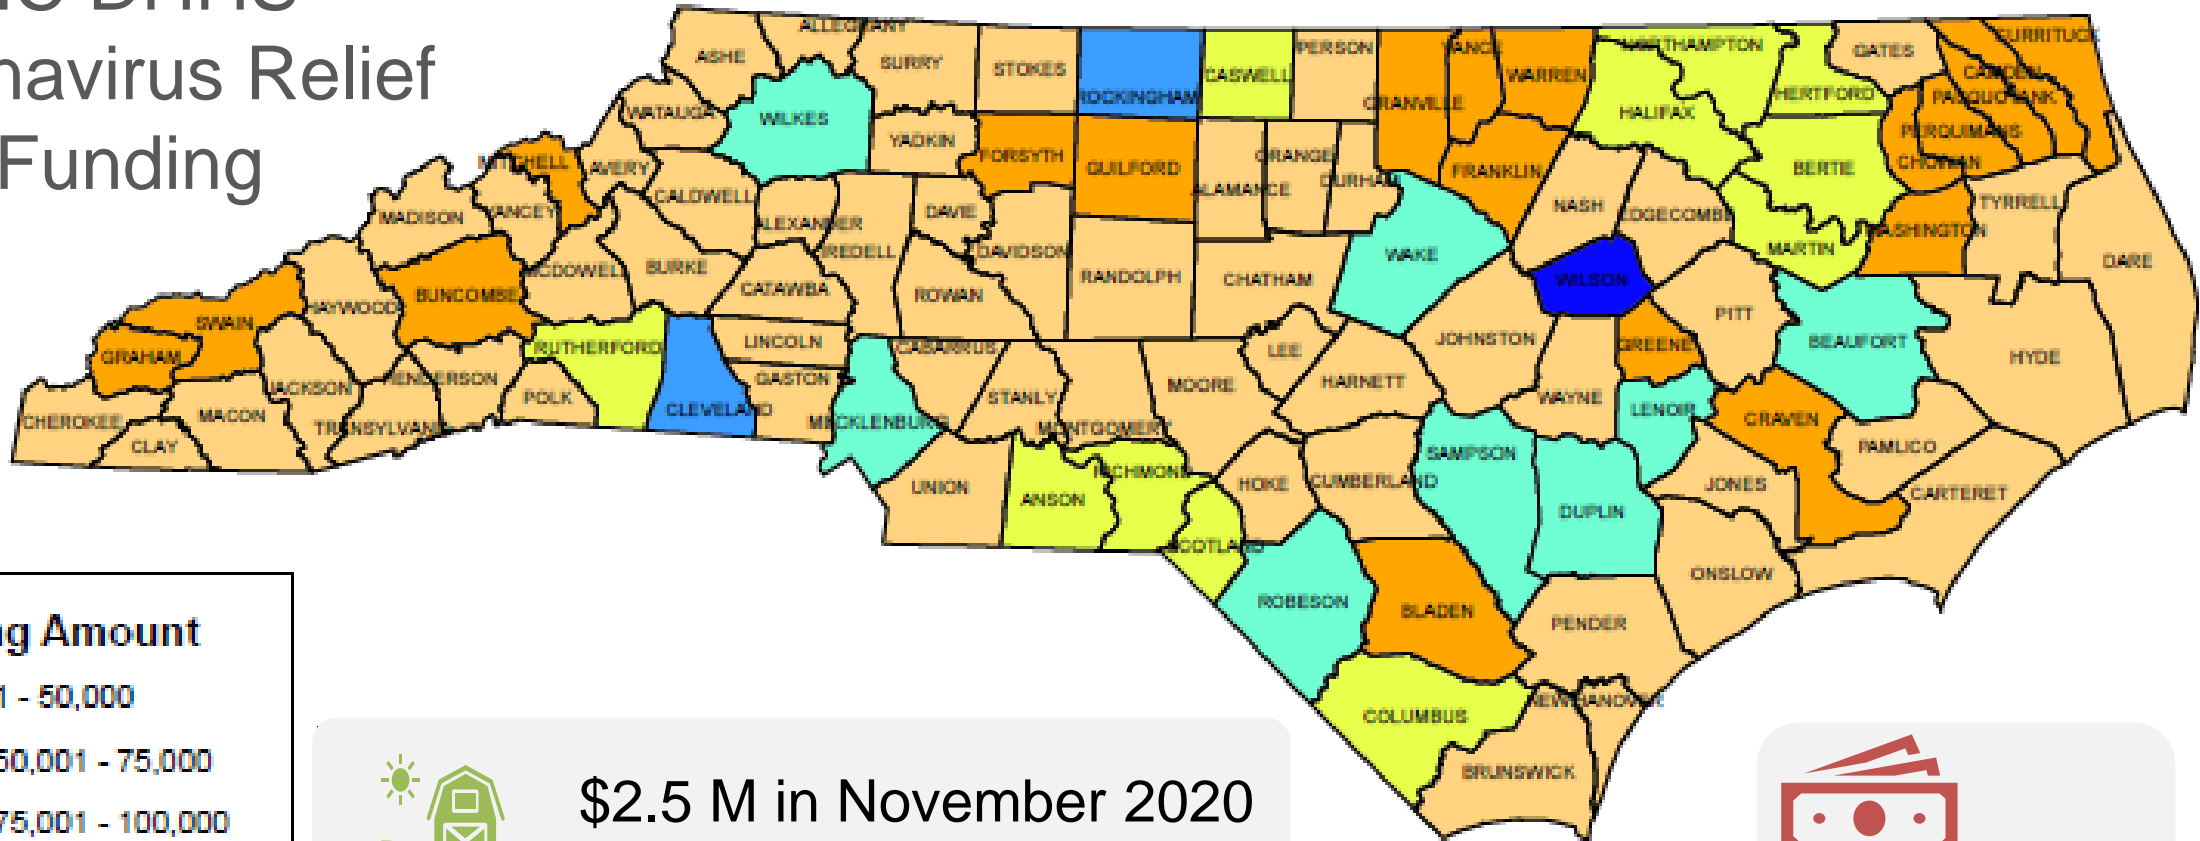 NC DHHS
navirus Relief
Funding
ALLEGHANY
ASHE
SURRY
STOKES
ROCKINGHAM
CASWELL
PERSON
GRANVILLE
VANCE
WARREN
NORTHAMPTON
HERTFORD
GATES
CURRITUCK
CAMDEN
PASQUOTANK
PERQUIMANS
CHOWAN
WATAUGA
WILKES
YADKIN
FORSYTH
GUILFORD
ALAMANCE
ORANGE
DURHAM
FRANKLIN
HALIFAX
BERTIE
MITCHELL
AVERY
CALDWELL
ALEXANDER
IREDELL
DAVIE
DAVIDSON
RANDOLPH
CHATHAM
WAKE
NASH
EDGECOMBE
MARTIN
WASHINGTON
TYRRELL
DARE
MADISON
YANCEY
MCDOWELL
BURKE
CATAWBA
ROWAN
WILSON
PITT
BEAUFORT
HYDE
SWAIN
HAYWOOD
BUNCOMBE
RUTHERFORD
LINCOLN
CABARRUS
STANLY
MONTGOMERY
MOORE
LEE
HARNETT
JOHNSTON
WAYNE
GREENE
LENOIR
CRAVEN
PAMLICO
GRAHAM
JACKSON
HENDERSON
POLK
CLEVELAND
GASTON
MECKLENBURG
CHEROKEE
CLAY
MACON
TRANSYLVANIA
UNION
ANSON
RICHMOND
SCOTLAND
HOKE
CUMBERLAND
SAMPSON
DUPLIN
JONES
CARTERET
ONSLOW
ROBESON
BLADEN
PENDER
COLUMBUS
NEW HANOVER
BRUNSWICK
g Amount
1 - 50,000
50,001 - 75,000
75,001 - 100,000
$2.5 M in November 2020